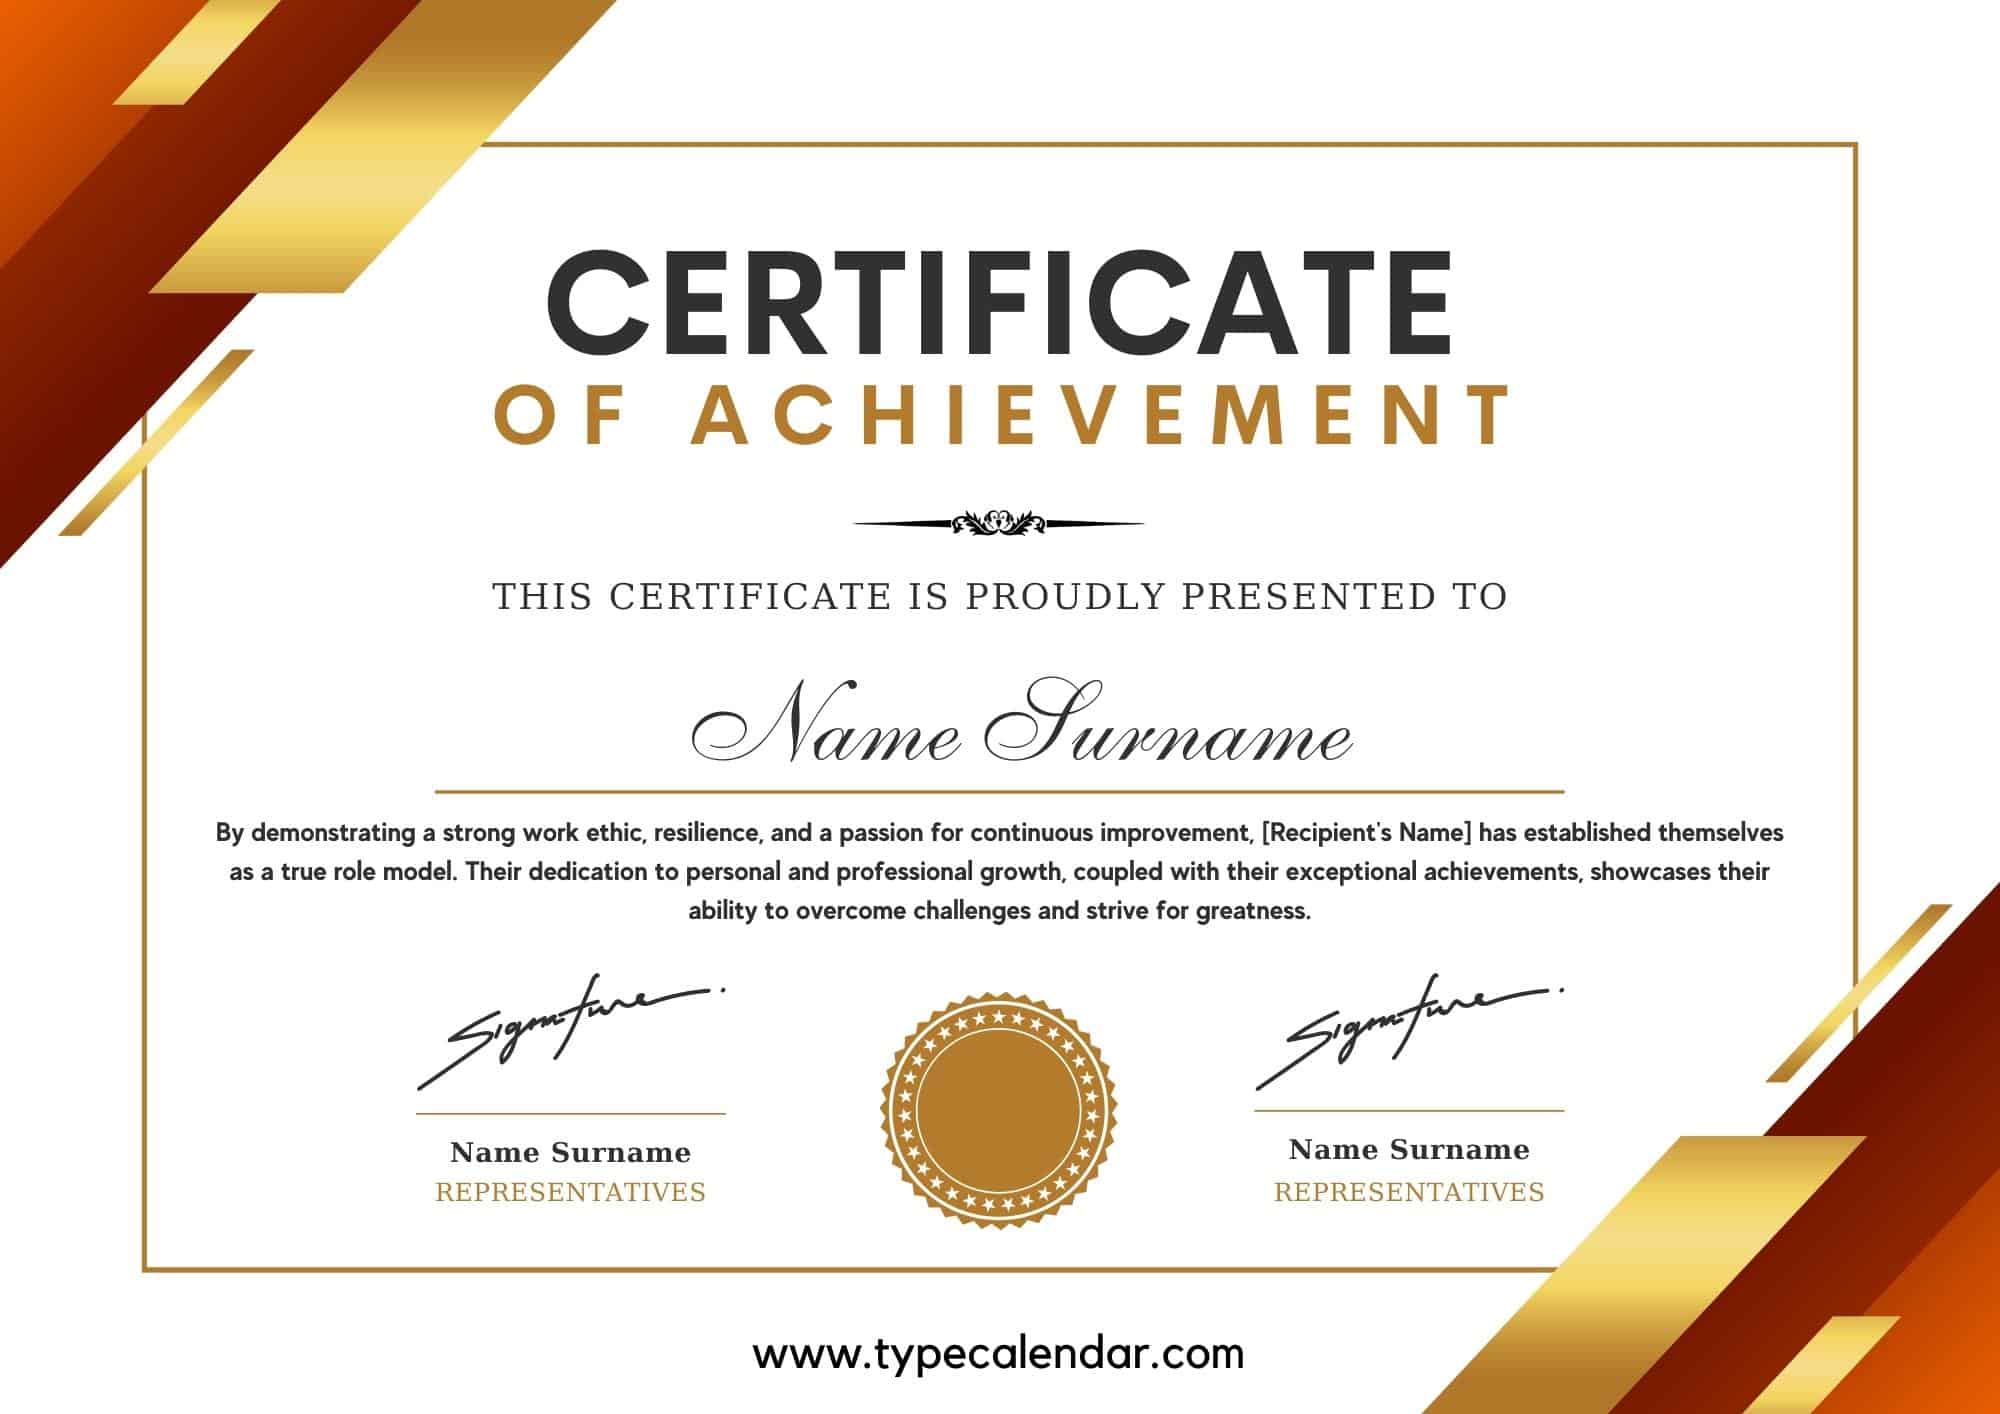 CERTIFICATE
OF ACHIEVEMENT
THIS CERTIFICATE IS PROUDLY PRESENTED TO
Name Surname
By demonstrating a strong work ethic, resilience, and a passion for continuous improvement, [Recipient's Name] has established themselves
as a true role model. Their dedication to personal and professional growth, coupled with their exceptional achievements, showcases their
ability to overcome challenges and strive for greatness.
Signature Signature
Name Surname Name Surname
REPRESENTATIVES REPRESENTATIVES
www.typecalendar.com